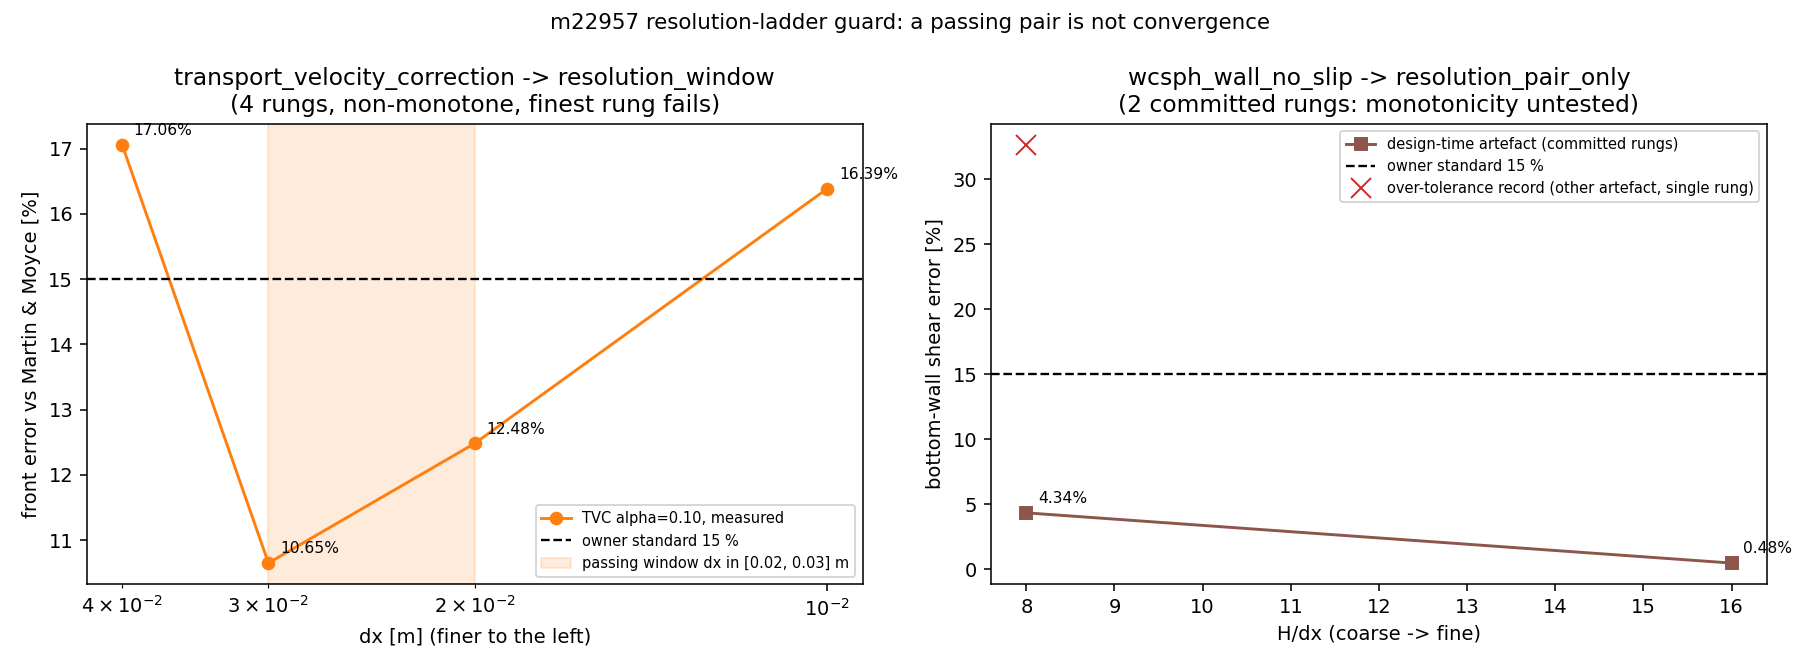 m22957 resolution-ladder guard: a passing pair is not convergence
transport_velocity_correction -> resolution_window
(4 rungs, non-monotone, finest rung fails)
front error vs Martin & Moyce [%]
17
16
15
14
13
12
11
17.06%
10.65%
12.48%
16.39%
TVC alpha=0.10, measured
owner standard 15 %
passing window dx in [0.02, 0.03] m
4 × 10⁻²
3 × 10⁻²
2 × 10⁻²
10⁻²
dx [m] (finer to the left)
wcsph_wall_no_slip -> resolution_pair_only
(2 committed rungs: monotonicity untested)
bottom-wall shear error [%]
30
25
20
15
10
5
0
design-time artefact (committed rungs)
owner standard 15 %
over-tolerance record (other artefact, single rung)
4.34%
0.48%
8
9
10
11
12
13
14
15
16
H/dx (coarse -> fine)